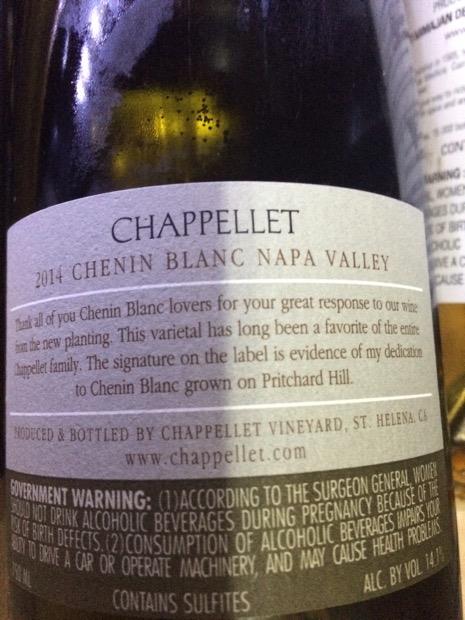 CHAPPELLET
2014 CHENIN BLANC NAPA VALLEY
Thank all of you Chenin Blanc lovers for your great response to our wine
from the new planting. This varietal has long been a favorite of the entire
Chappellet family. The signature on the label is evidence of my dedication
to Chenin Blanc grown on Pritchard Hill.
PRODUCED & BOTTLED BY CHAPPELLET VINEYARD, ST. HELENA, CA
www.chappellet.com
GOVERNMENT WARNING: (1)ACCORDING TO THE SURGEON GENERAL, WOMEN
SHOULD NOT DRINK ALCOHOLIC BEVERAGES DURING PREGNANCY BECAUSE OF THE
RISK OF BIRTH DEFECTS. (2)CONSUMPTION OF ALCOHOLIC BEVERAGES IMPAIRS YOUR
ABILITY TO DRIVE A CAR OR OPERATE MACHINERY, AND MAY CAUSE HEALTH PROBLEMS.
750 ML
ALC. BY VOL. 14.1%
CONTAINS SULFITES